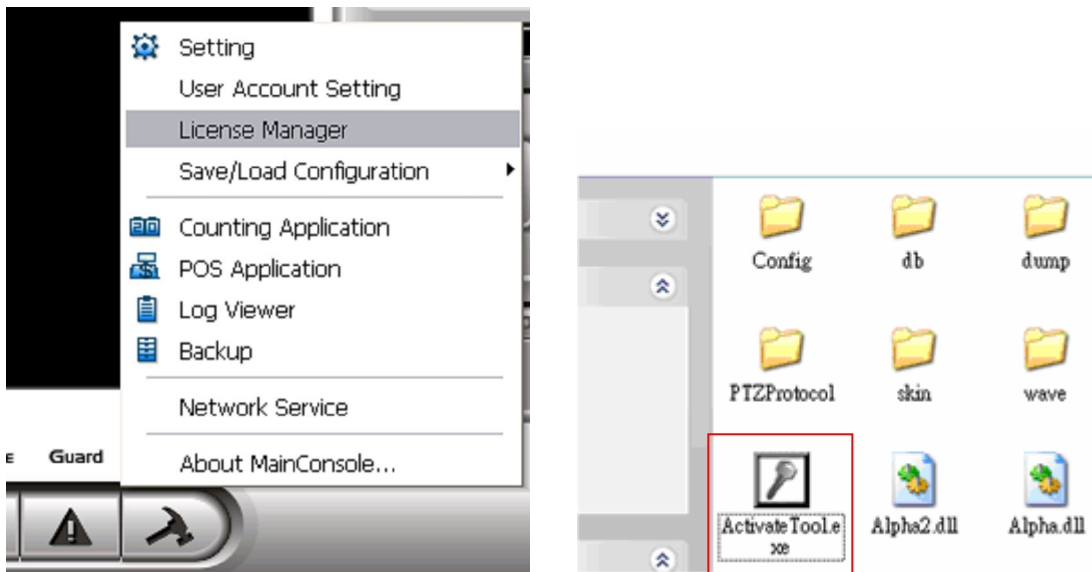 Setting
User Account Setting
License Manager
Save/Load Configuration
Counting Application
POS Application
Log Viewer
Backup
Network Service
About MainConsole...
Guard
Config
db
dump
PTZProtocol
skin
wave
ActivateTool.e
xe
Alpha2.dll
Alpha.dll